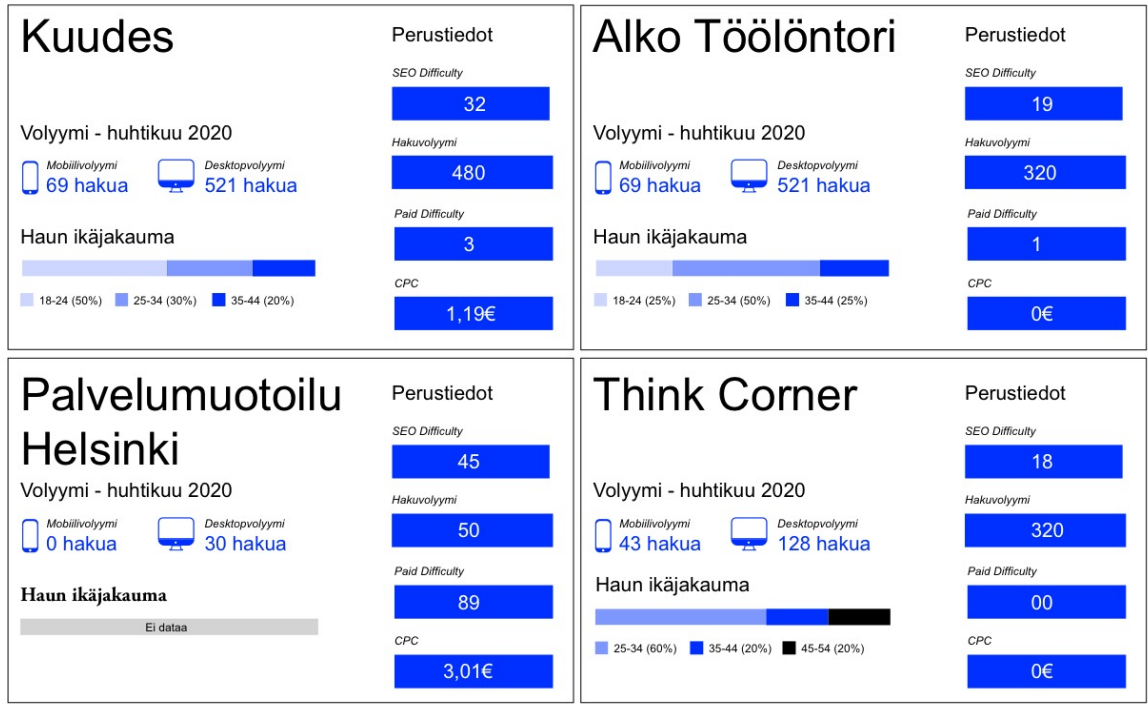 Kuudes
Perustiedot
SEO Difficulty
32
Volyymi - huhtikuu 2020
Hakuvolyymi
480
Mobiilivolyymi
69 hakua
Desktopvolyymi
521 hakua
Paid Difficulty
3
Haun ikäjakauma
CPC
1,19€
18-24 (50%) 25-34 (30%) 35-44 (20%)
Alko Töölöntori
Perustiedot
SEO Difficulty
19
Volyymi - huhtikuu 2020
Hakuvolyymi
320
Mobiilivolyymi
69 hakua
Desktopvolyymi
521 hakua
Paid Difficulty
1
Haun ikäjakauma
CPC
0€
18-24 (25%) 25-34 (50%) 35-44 (25%)
Palvelumuotoilu
Helsinki
Perustiedot
SEO Difficulty
45
Volyymi - huhtikuu 2020
Hakuvolyymi
50
Mobiilivolyymi
0 hakua
Desktopvolyymi
30 hakua
Paid Difficulty
89
Haun ikäjakauma
Ei dataa
CPC
3,01€
Think Corner
Perustiedot
SEO Difficulty
18
Volyymi - huhtikuu 2020
Hakuvolyymi
320
Mobiilivolyymi
43 hakua
Desktopvolyymi
128 hakua
Paid Difficulty
00
Haun ikäjakauma
25-34 (60%) 35-44 (20%) 45-54 (20%)
CPC
0€